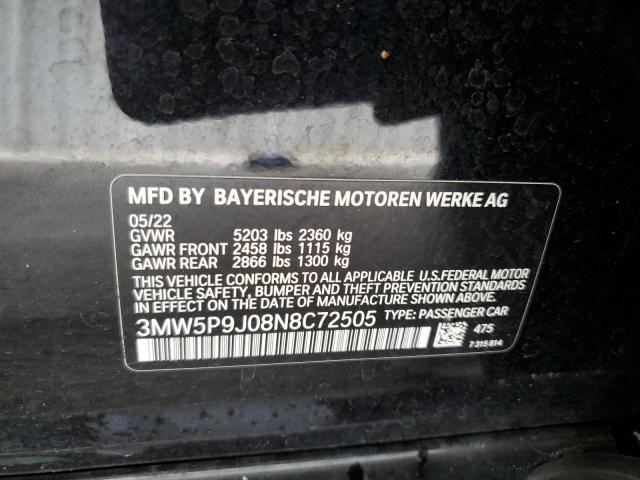 MFD BY BAYERISCHE MOTOREN WERKE AG
05/22
GVWR 5203 lbs 2360 kg
GAWR FRONT 2458 lbs 1115 kg
GAWR REAR 2866 lbs 1300 kg
THIS VEHICLE CONFORMS TO ALL APPLICABLE U.S.FEDERAL MOTOR
VEHICLE SAFETY, BUMPER AND THEFT PREVENTION STANDARDS
IN EFFECT ON THE DATE OF MANUFACTURE SHOWN ABOVE.
3MW5P9J08N8C72505 TYPE: PASSENGER CAR
475
7315814